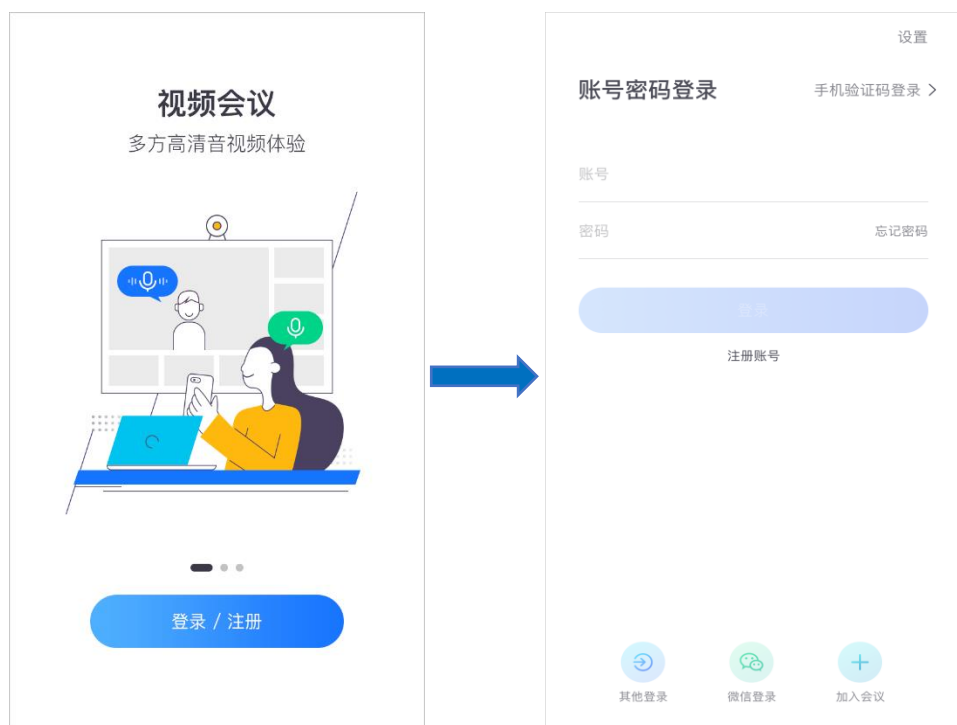 视频会议
多方高清音视频体验
登录 / 注册
设置
账号密码登录
手机验证码登录 >
账号
密码
忘记密码
登录
注册账号
其他登录
微信登录
加入会议